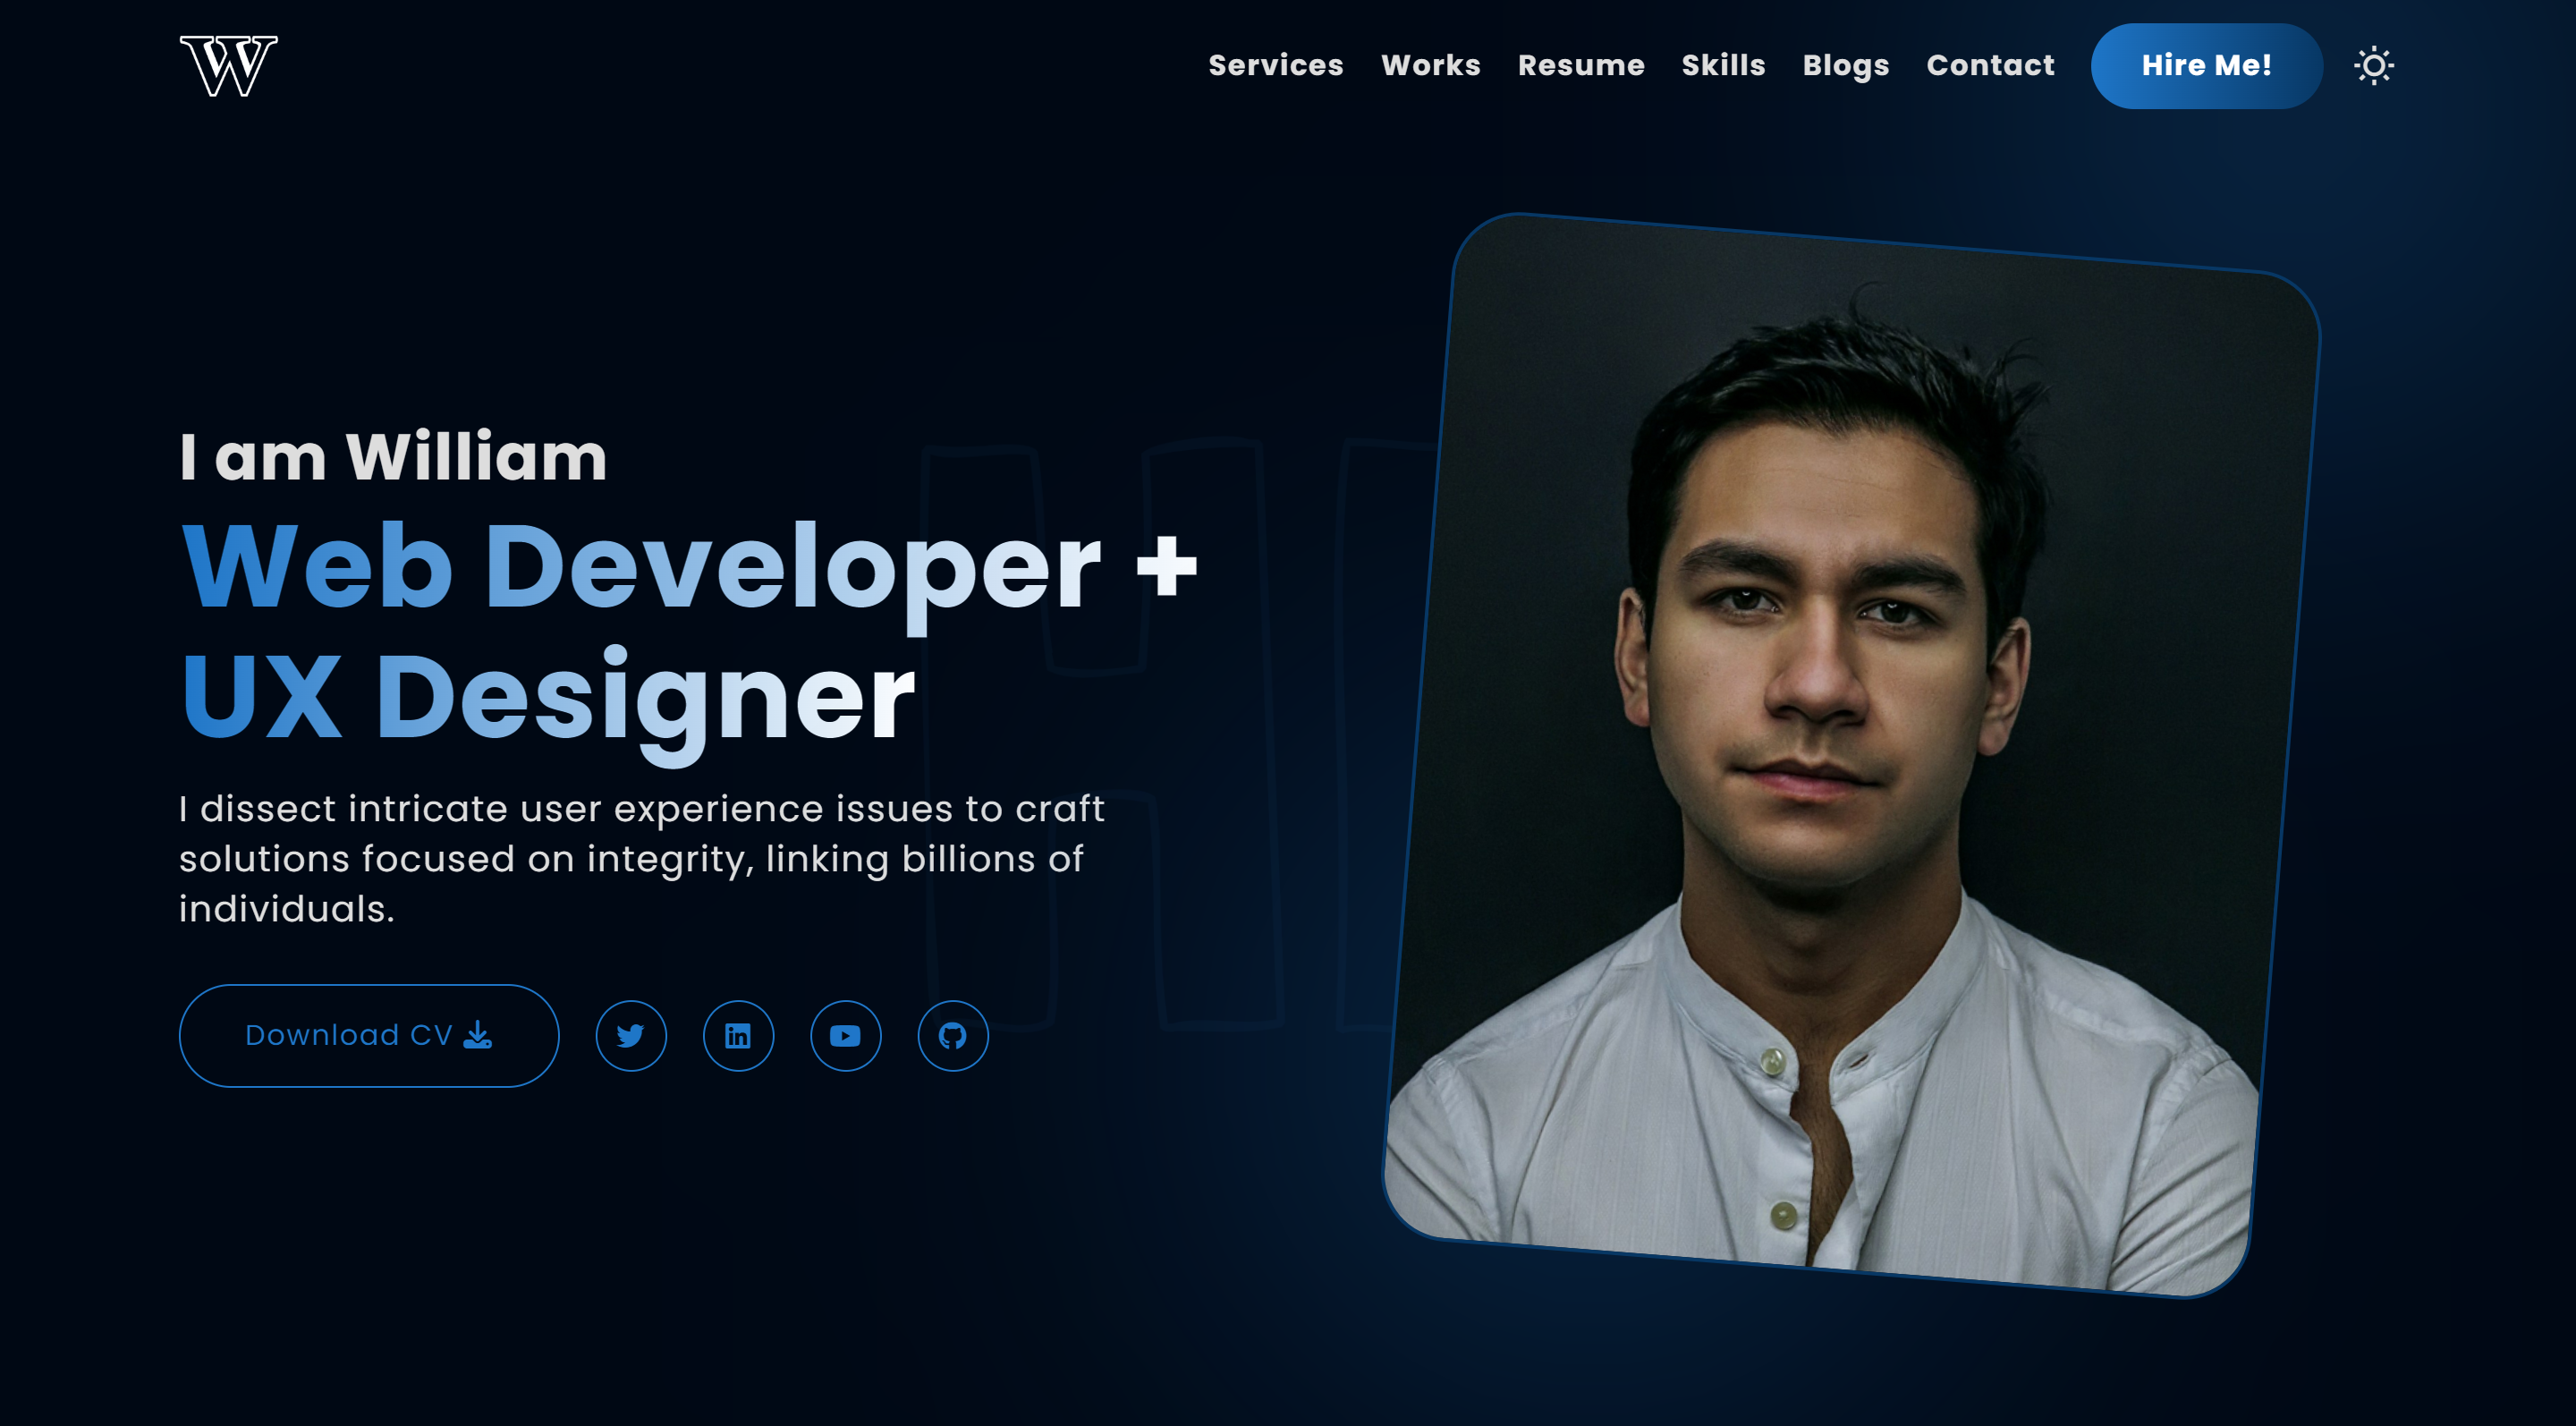 W
Services Works Resume Skills Blogs Contact Hire Me!
I am William
Web Developer +
UX Designer
I dissect intricate user experience issues to craft
solutions focused on integrity, linking billions of
individuals.
Download CV
in
H